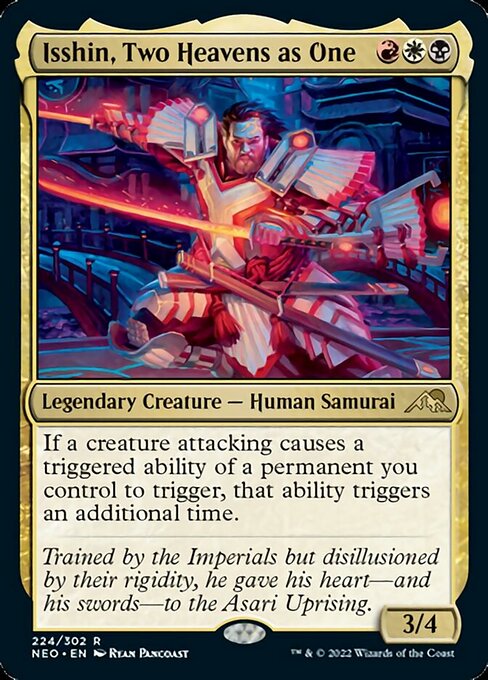 Isshin, Two Heavens as One
Legendary Creature — Human Samurai
If a creature attacking causes a
triggered ability of a permanent you
control to trigger, that ability triggers
an additional time.
Trained by the Imperials but disillusioned
by their rigidity, he gave his heart—and
his swords—to the Asari Uprising.
3/4
224/302 R
NEO • EN Ryan Pancoast
™ & © 2022 Wizards of the Coast